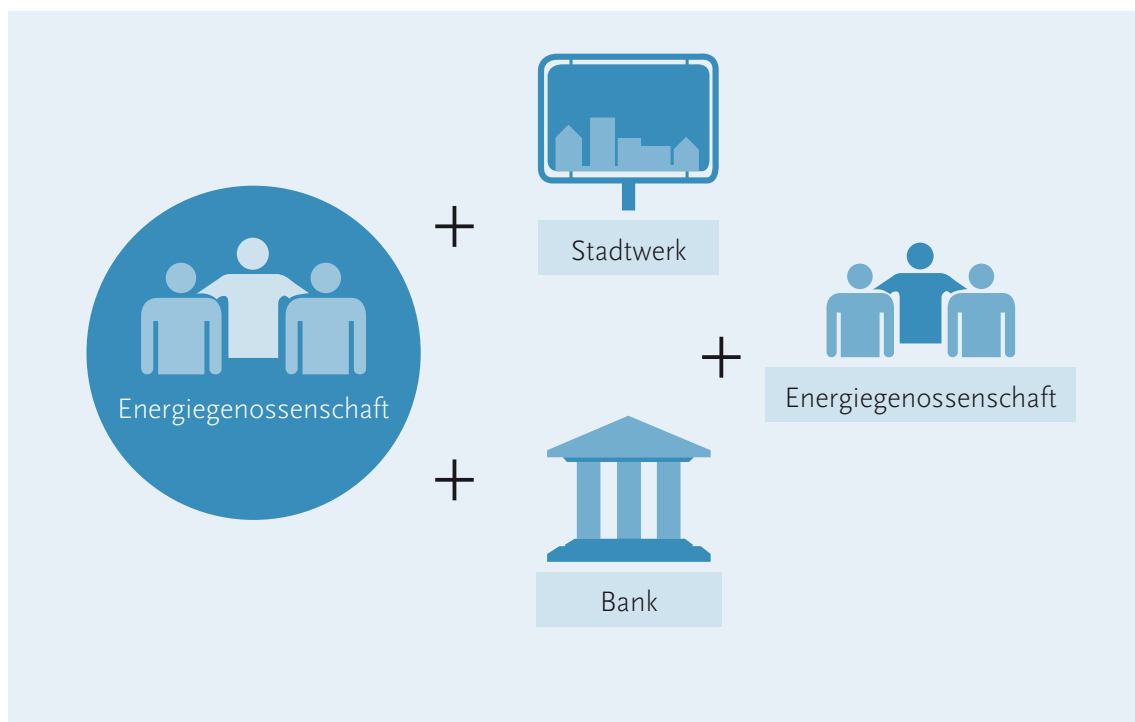 Energiegenossenschaft
+
Stadtwerk
+
Bank
+
Energiegenossenschaft